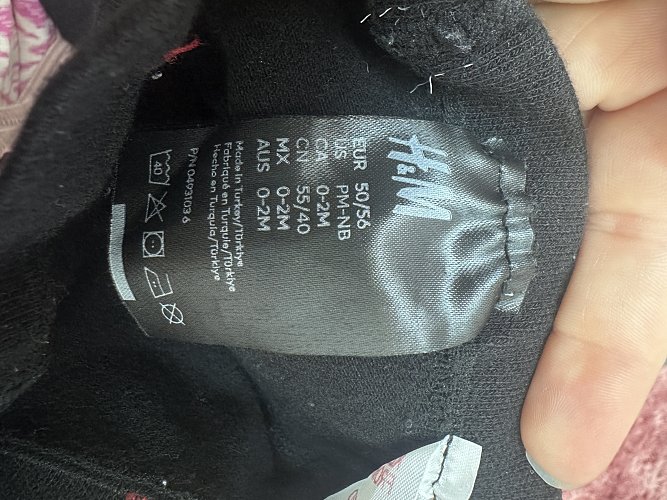 H&M
EUR 50/56
US PM-NB
CA 0-2M
CN 55/40
MX 0-2M
AUS 0-2M
Made in Turkey/Türkiye
Fabriqué en Turquie/Türkiye
Hecho en Turquía/Türkiye
P/N 0493103 6
40